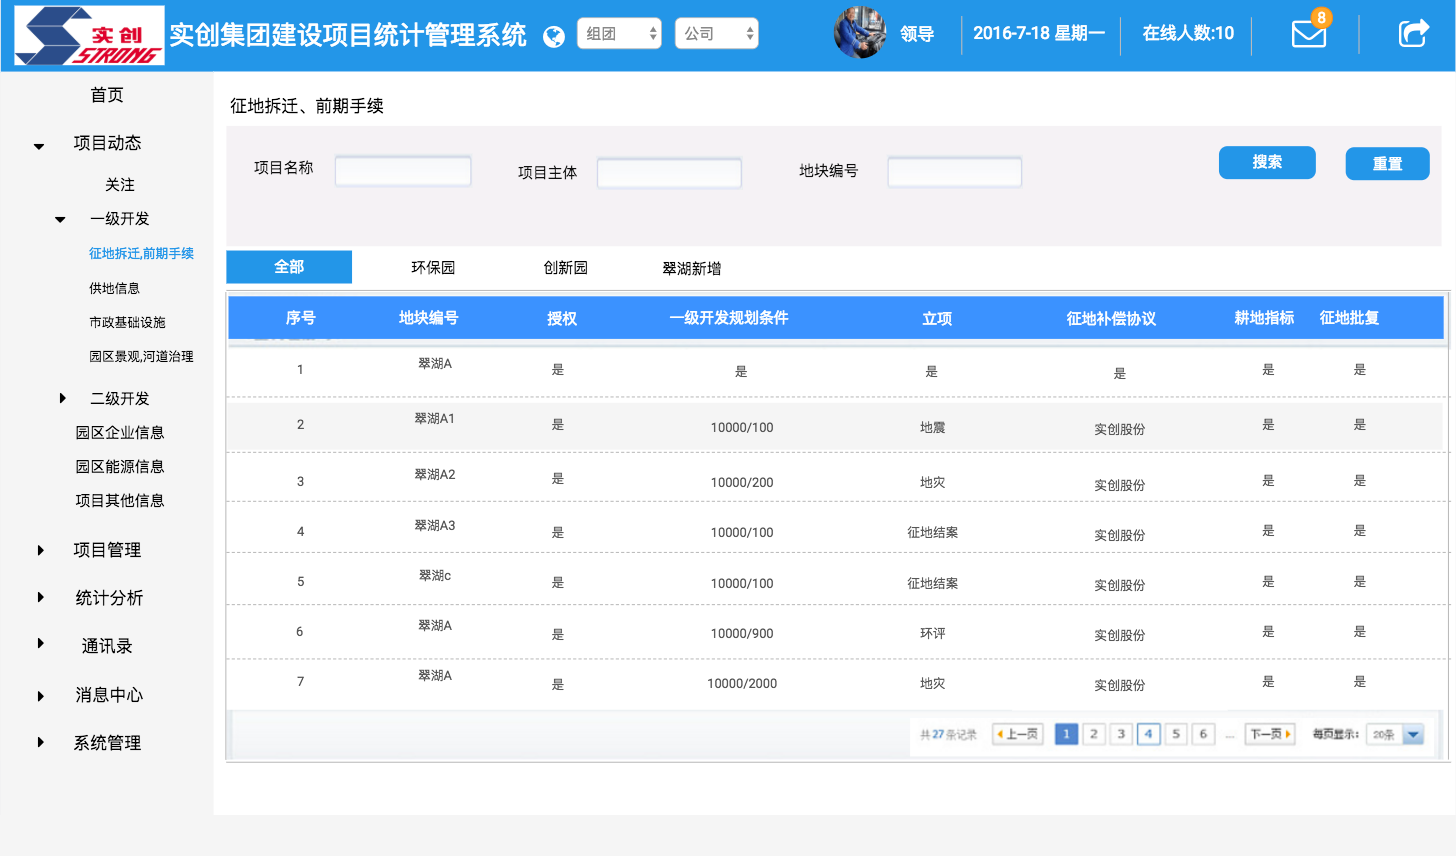 实创
STRONG
实创集团建设项目统计管理系统
组团
公司
领导
2016-7-18 星期一
在线人数:10
8
首页
项目动态
关注
一级开发
征地拆迁,前期手续
供地信息
市政基础设施
园区景观,河道治理
二级开发
园区企业信息
园区能源信息
项目其他信息
项目管理
统计分析
通讯录
消息中心
系统管理
征地拆迁、前期手续
项目名称
项目主体
地块编号
搜索
重置
全部 环保园 创新园 翠湖新增
序号 地块编号 授权 一级开发规划条件 立项 征地补偿协议 耕地指标 征地批复
1 翠湖A 是 是 是 是 是 是
2 翠湖A1 是 10000/100 地震 实创股份 是 是
3 翠湖A2 是 10000/200 地灾 实创股份 是 是
4 翠湖A3 是 10000/100 征地结案 实创股份 是 是
5 翠湖c 是 10000/100 征地结案 实创股份 是 是
6 翠湖A 是 10000/900 环评 实创股份 是 是
7 翠湖A 是 10000/2000 地灾 实创股份 是 是
共27条记录 上一页 1 2 3 4 5 6 ... 下一页 每页显示: 20条